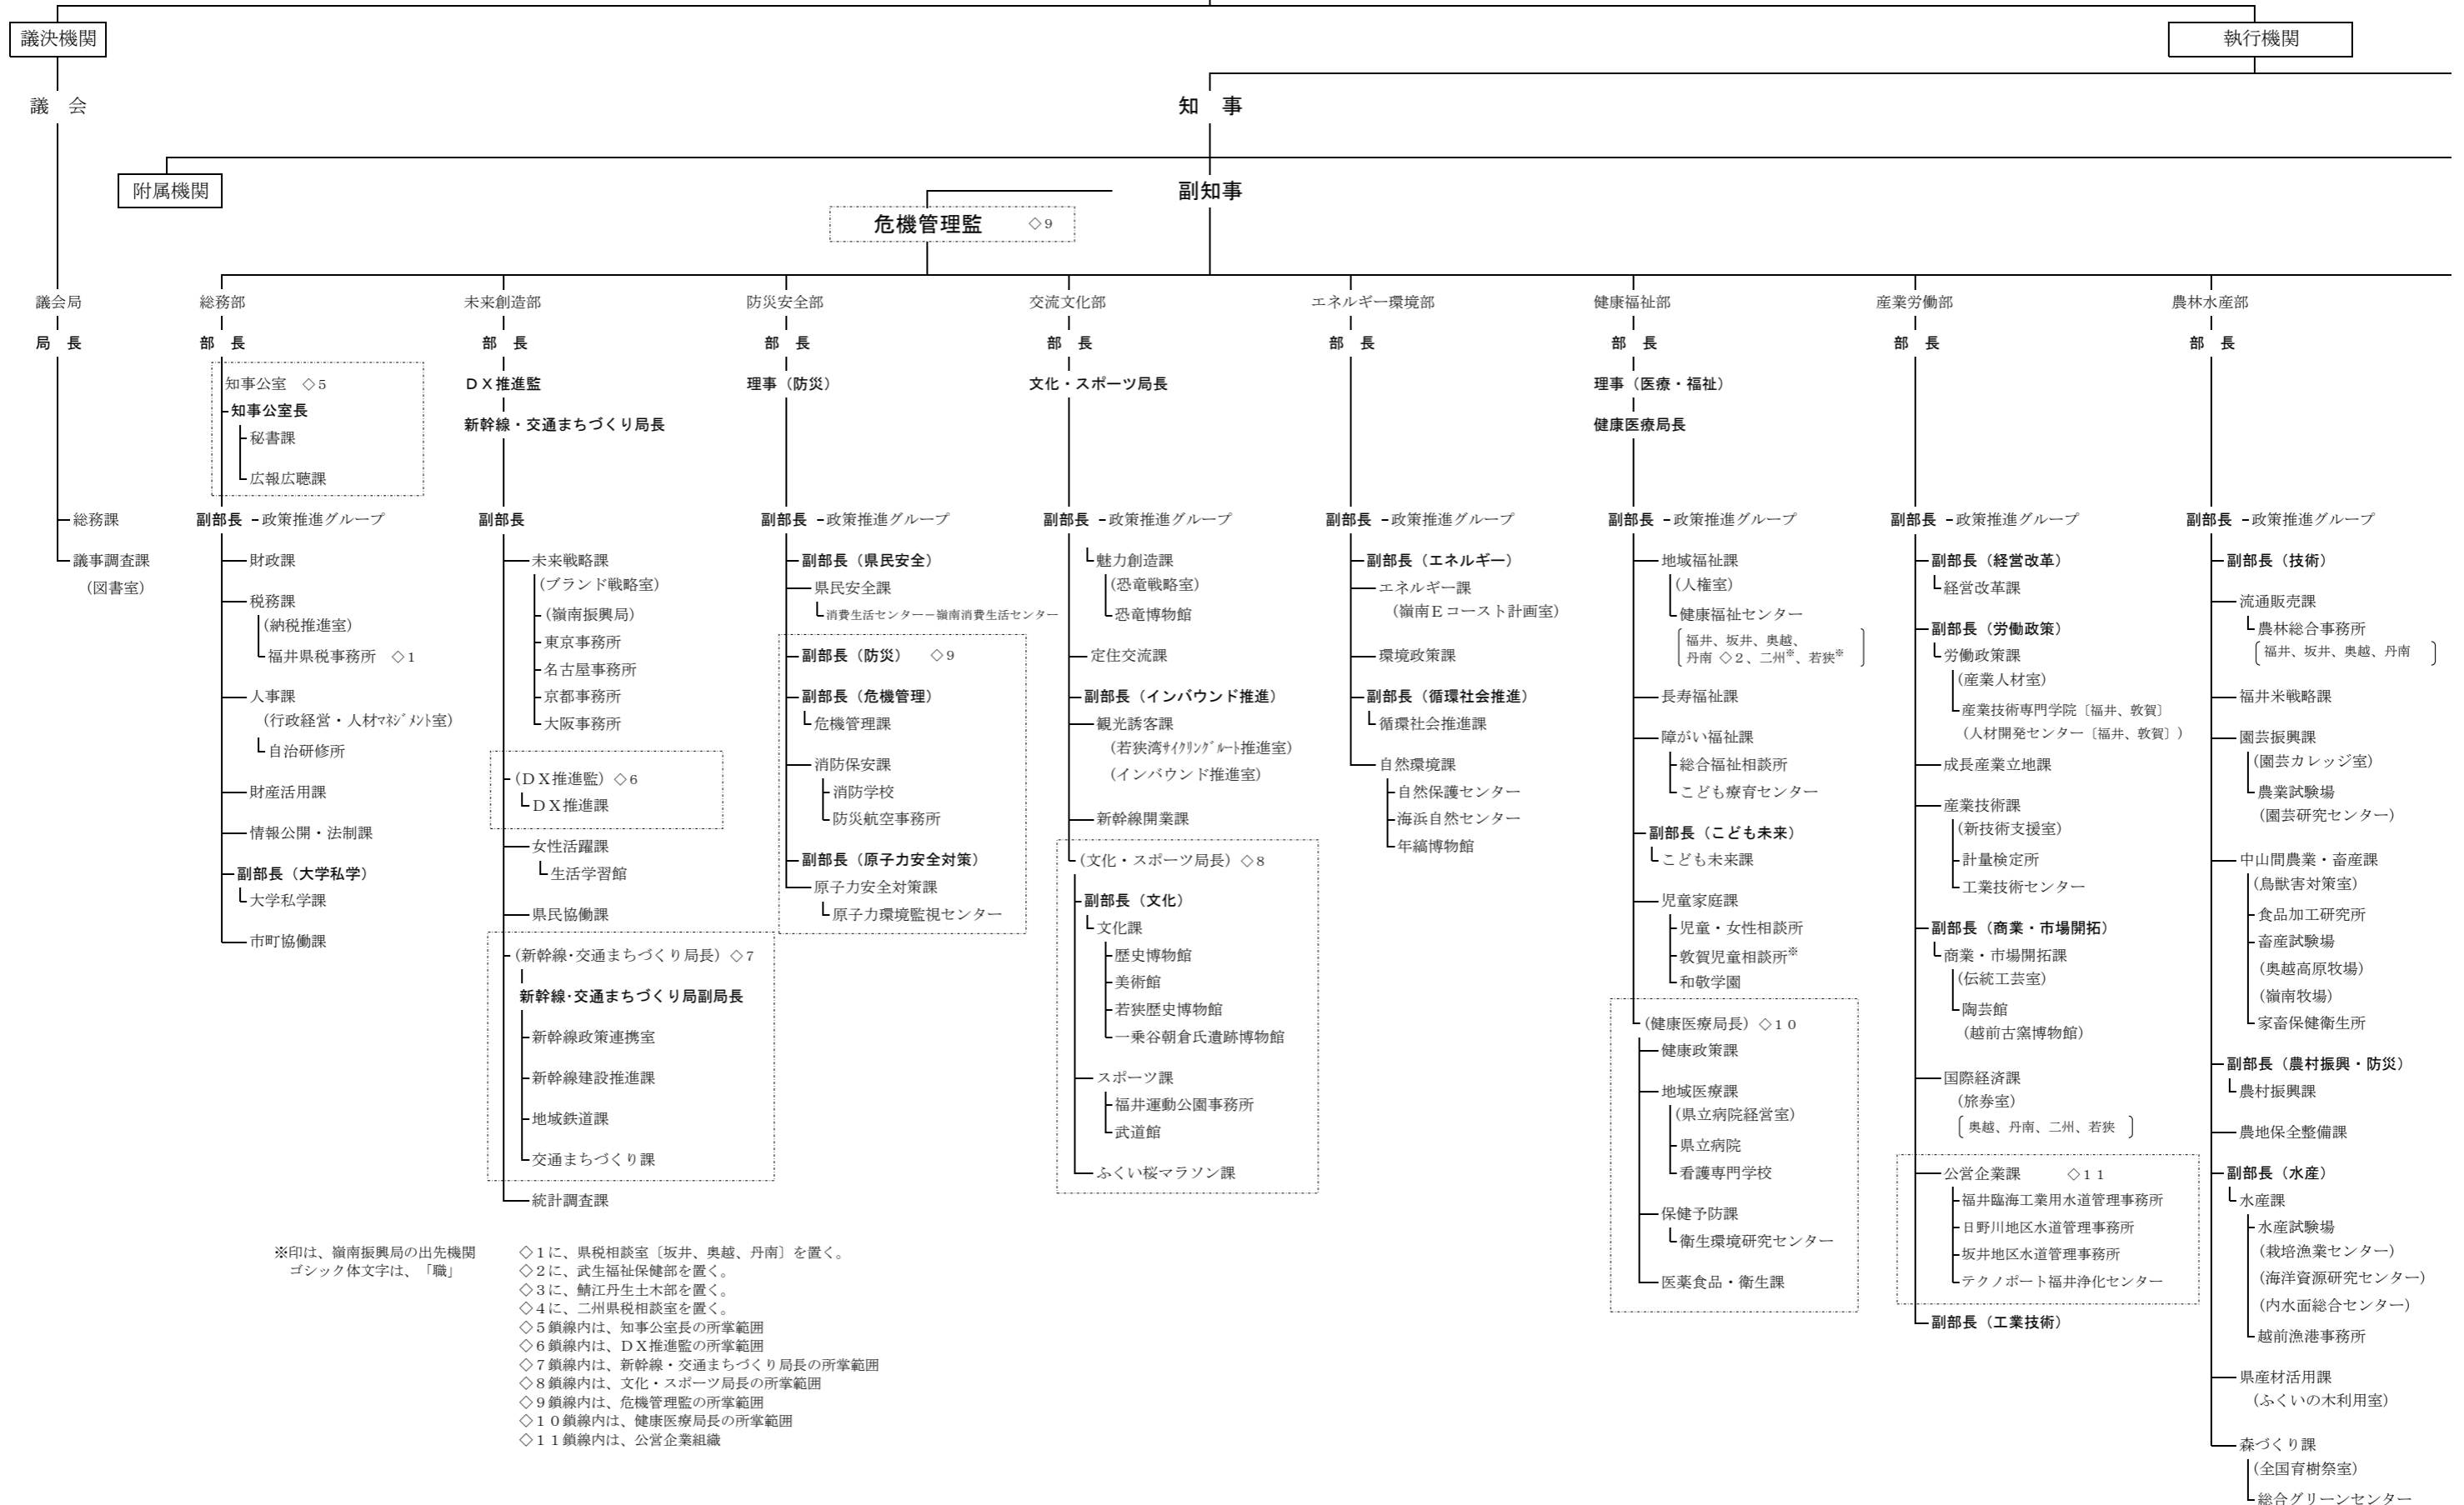 議決機関
執行機関
議　会
知　事
附属機関
副知事
危機管理監　◇９
議会局
局　長
総務課
議事調査課
（図書室）
総務部
部　長
知事公室　◇５
知事公室長
秘書課
広報広聴課
副部長 －政策推進グループ
財政課
税務課
（納税推進室）
福井県税事務所　◇１
人事課
（行政経営・人材ﾏﾈｼﾞﾒﾝﾄ室）
自治研修所
財産活用課
情報公開・法制課
副部長（大学私学）
大学私学課
市町協働課
未来創造部
部　長
ＤＸ推進監
新幹線・交通まちづくり局長
副部長
未来戦略課
（ブランド戦略室）
（嶺南振興局）
東京事務所
名古屋事務所
京都事務所
大阪事務所
（ＤＸ推進監）◇６
ＤＸ推進課
女性活躍課
生活学習館
県民協働課
（新幹線・交通まちづくり局長）◇７
新幹線・交通まちづくり局副局長
新幹線政策連携室
新幹線建設推進課
地域鉄道課
交通まちづくり課
統計調査課
防災安全部
部　長
理事（防災）
副部長 －政策推進グループ
副部長（県民安全）
県民安全課
消費生活センター－嶺南消費生活センター
副部長（防災）　◇９
副部長（危機管理）
危機管理課
消防保安課
消防学校
防災航空事務所
副部長（原子力安全対策）
原子力安全対策課
原子力環境監視センター
交流文化部
部　長
文化・スポーツ局長
副部長 －政策推進グループ
魅力創造課
（恐竜戦略室）
恐竜博物館
定住交流課
副部長（インバウンド推進）
観光誘客課
（若狭湾ｻｲｸﾘﾝｸﾞﾙｰﾄ推進室）
（インバウンド推進室）
新幹線開業課
（文化・スポーツ局長）◇８
副部長（文化）
文化課
歴史博物館
美術館
若狭歴史博物館
一乗谷朝倉氏遺跡博物館
スポーツ課
福井運動公園事務所
武道館
ふくい桜マラソン課
エネルギー環境部
部　長
副部長 －政策推進グループ
副部長（エネルギー）
エネルギー課
（嶺南Ｅコースト計画室）
環境政策課
副部長（循環社会推進）
循環社会推進課
自然環境課
自然保護センター
海浜自然センター
年縞博物館
健康福祉部
部　長
理事（医療・福祉）
健康医療局長
副部長 －政策推進グループ
地域福祉課
（人権室）
健康福祉センター
福井、坂井、奥越、
丹南 ◇２、二州※、若狭※
長寿福祉課
障がい福祉課
総合福祉相談所
こども療育センター
副部長（こども未来）
こども未来課
児童家庭課
児童・女性相談所
敦賀児童相談所※
和敬学園
（健康医療局長）◇１０
健康政策課
地域医療課
（県立病院経営室）
県立病院
看護専門学校
保健予防課
衛生環境研究センター
医薬食品・衛生課
産業労働部
部　長
副部長 －政策推進グループ
副部長（経営改革）
経営改革課
副部長（労働政策）
労働政策課
（産業人材室）
産業技術専門学院〔福井、敦賀〕
（人材開発センター〔福井、敦賀〕）
成長産業立地課
産業技術課
（新技術支援室）
計量検定所
工業技術センター
副部長（商業・市場開拓）
商業・市場開拓課
（伝統工芸室）
陶芸館
（越前古窯博物館）
国際経済課
（旅券室）
〔奥越、丹南、二州、若狭〕
公営企業課　◇１１
福井臨海工業用水道管理事務所
日野川地区水道管理事務所
坂井地区水道管理事務所
テクノポート福井浄化センター
副部長（工業技術）
農林水産部
部　長
副部長 －政策推進グループ
副部長（技術）
流通販売課
農林総合事務所
〔福井、坂井、奥越、丹南〕
福井米戦略課
園芸振興課
（園芸カレッジ室）
農業試験場
（園芸研究センター）
中山間農業・畜産課
（鳥獣害対策室）
食品加工研究所
畜産試験場
（奥越高原牧場）
（嶺南牧場）
家畜保健衛生所
副部長（農村振興・防災）
農村振興課
農地保全整備課
副部長（水産）
水産課
水産試験場
（栽培漁業センター）
（海洋資源研究センター）
（内水面総合センター）
越前漁港事務所
県産材活用課
（ふくいの木利用室）
森づくり課
（全国育樹祭室）
総合グリーンセンター
※印は、嶺南振興局の出先機関
ゴシック体文字は、「職」
◇１に、県税相談室〔坂井、奥越、丹南〕を置く。
◇２に、武生福祉保健部を置く。
◇３に、鯖江丹生土木部を置く。
◇４に、二州県税相談室を置く。
◇５鎖線内は、知事公室長の所掌範囲
◇６鎖線内は、ＤＸ推進監の所掌範囲
◇７鎖線内は、新幹線・交通まちづくり局長の所掌範囲
◇８鎖線内は、文化・スポーツ局長の所掌範囲
◇９鎖線内は、危機管理監の所掌範囲
◇１０鎖線内は、健康医療局長の所掌範囲
◇１１鎖線内は、公営企業組織